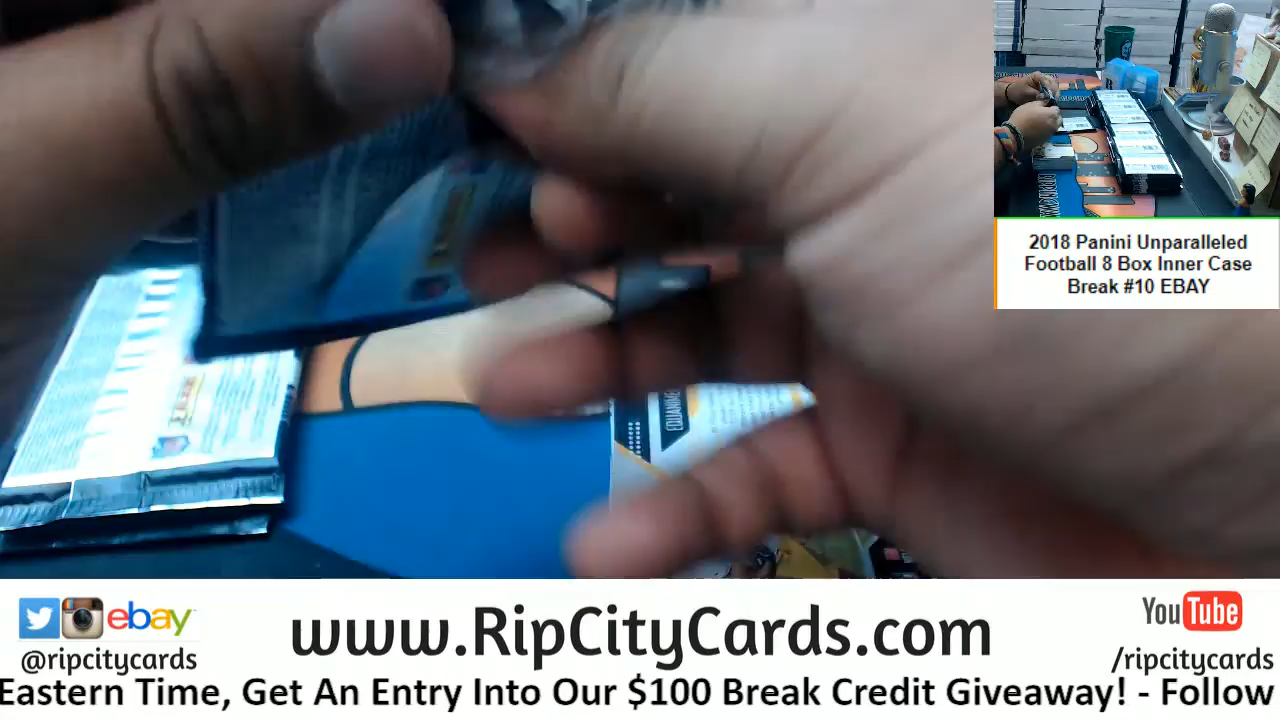 2018 Panini Unparalleled
Football 8 Box Inner Case
Break #10 EBAY
ebay
@ripcitycards
www.RipCityCards.com
YouTube
/ripcitycards
Eastern Time, Get An Entry Into Our $100 Break Credit Giveaway! - Follow